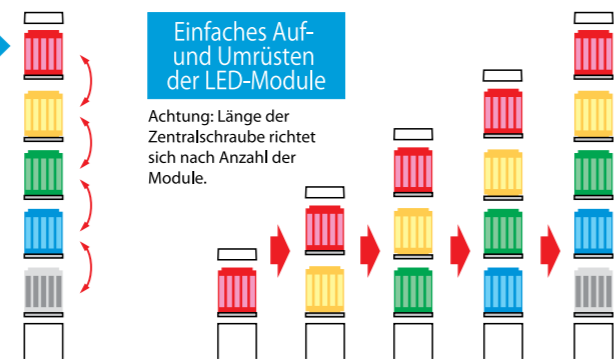 Einfaches Auf-
und Umrüsten
der LED-Module
Achtung: Länge der
Zentralschraube richtet
sich nach Anzahl der
Module.